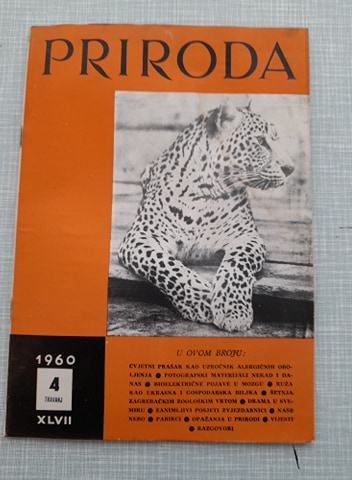 PRIRODA
U OVOM BROJU:
CVJETNI PRAŠAK KAO UZROČNIK ALERGIČNIH OBO-
LJENJA ● FOTOGRAFSKI MATERIJALI NEKAD I DA-
NAS ● BIOELEKTRIČNE POJAVE U MOZGU ● RUŽA
KAO UKRASNA I GOSPODARSKA BILJKA ● ŠETNJA
ZAGREBAČKIM ZOOLOŠKIM VRTOM ● DRAMA U SVE-
MIRU ● ZANIMLJIVI POSJETI ZVJEZDARNICI ● NAŠE
NEBO ● PABIRCI ● OPAŽANJA U PRIRODI ● VIJESTI
● RAZGOVORI
1960
4
TRAVANJ
XLVII